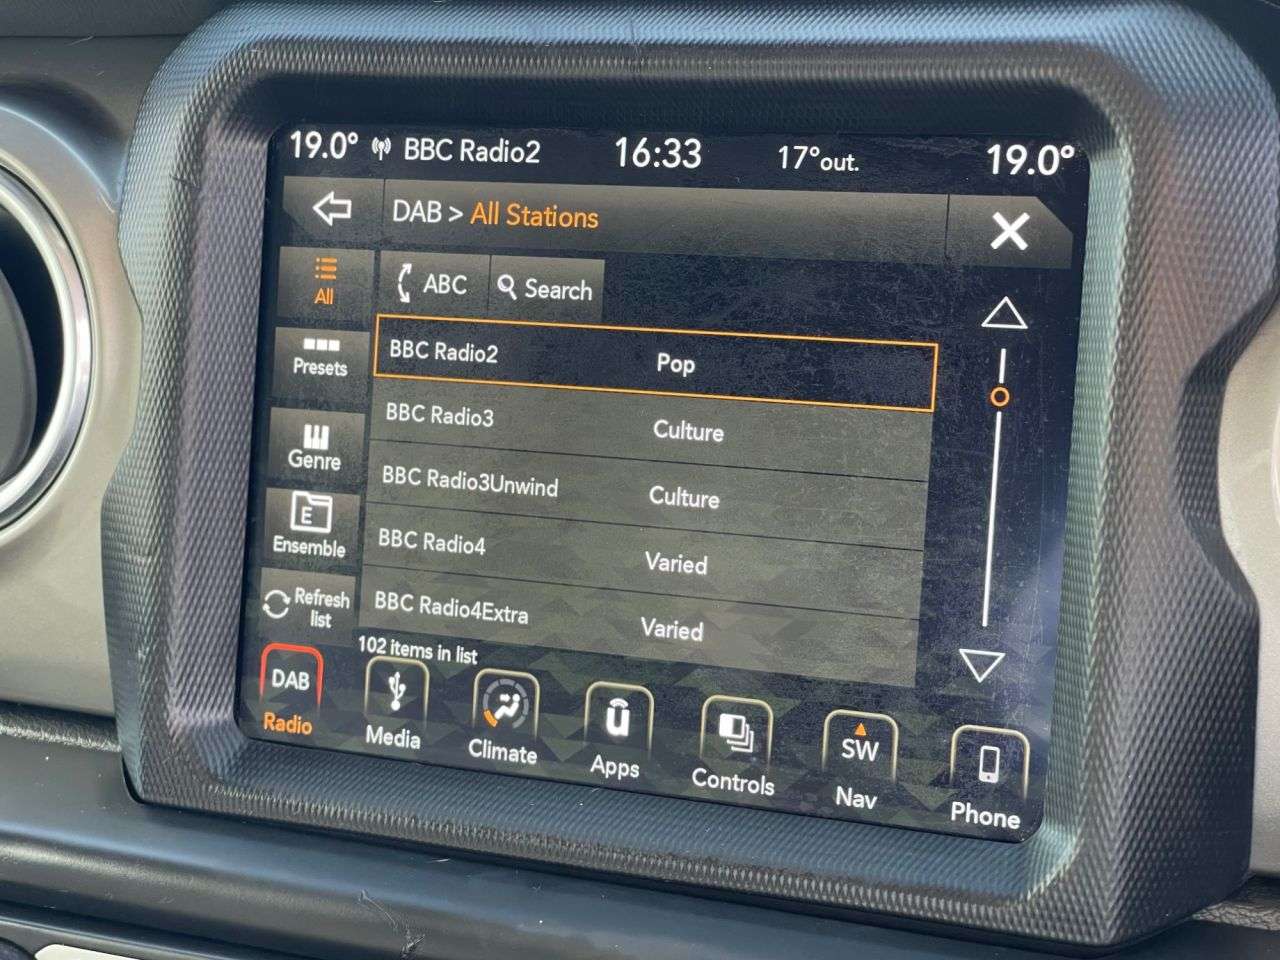 19.0° BBC Radio2 16:33 17°out. 19.0°
DAB > All Stations
All
ABC
Search
Presets
Genre
E
Ensemble
Refresh
list
BBC Radio2 Pop
BBC Radio3 Culture
BBC Radio3Unwind Culture
BBC Radio4 Varied
BBC Radio4Extra Varied
102 items in list
DAB
Radio
Media
Climate
Apps
Controls
SW
Nav
Phone